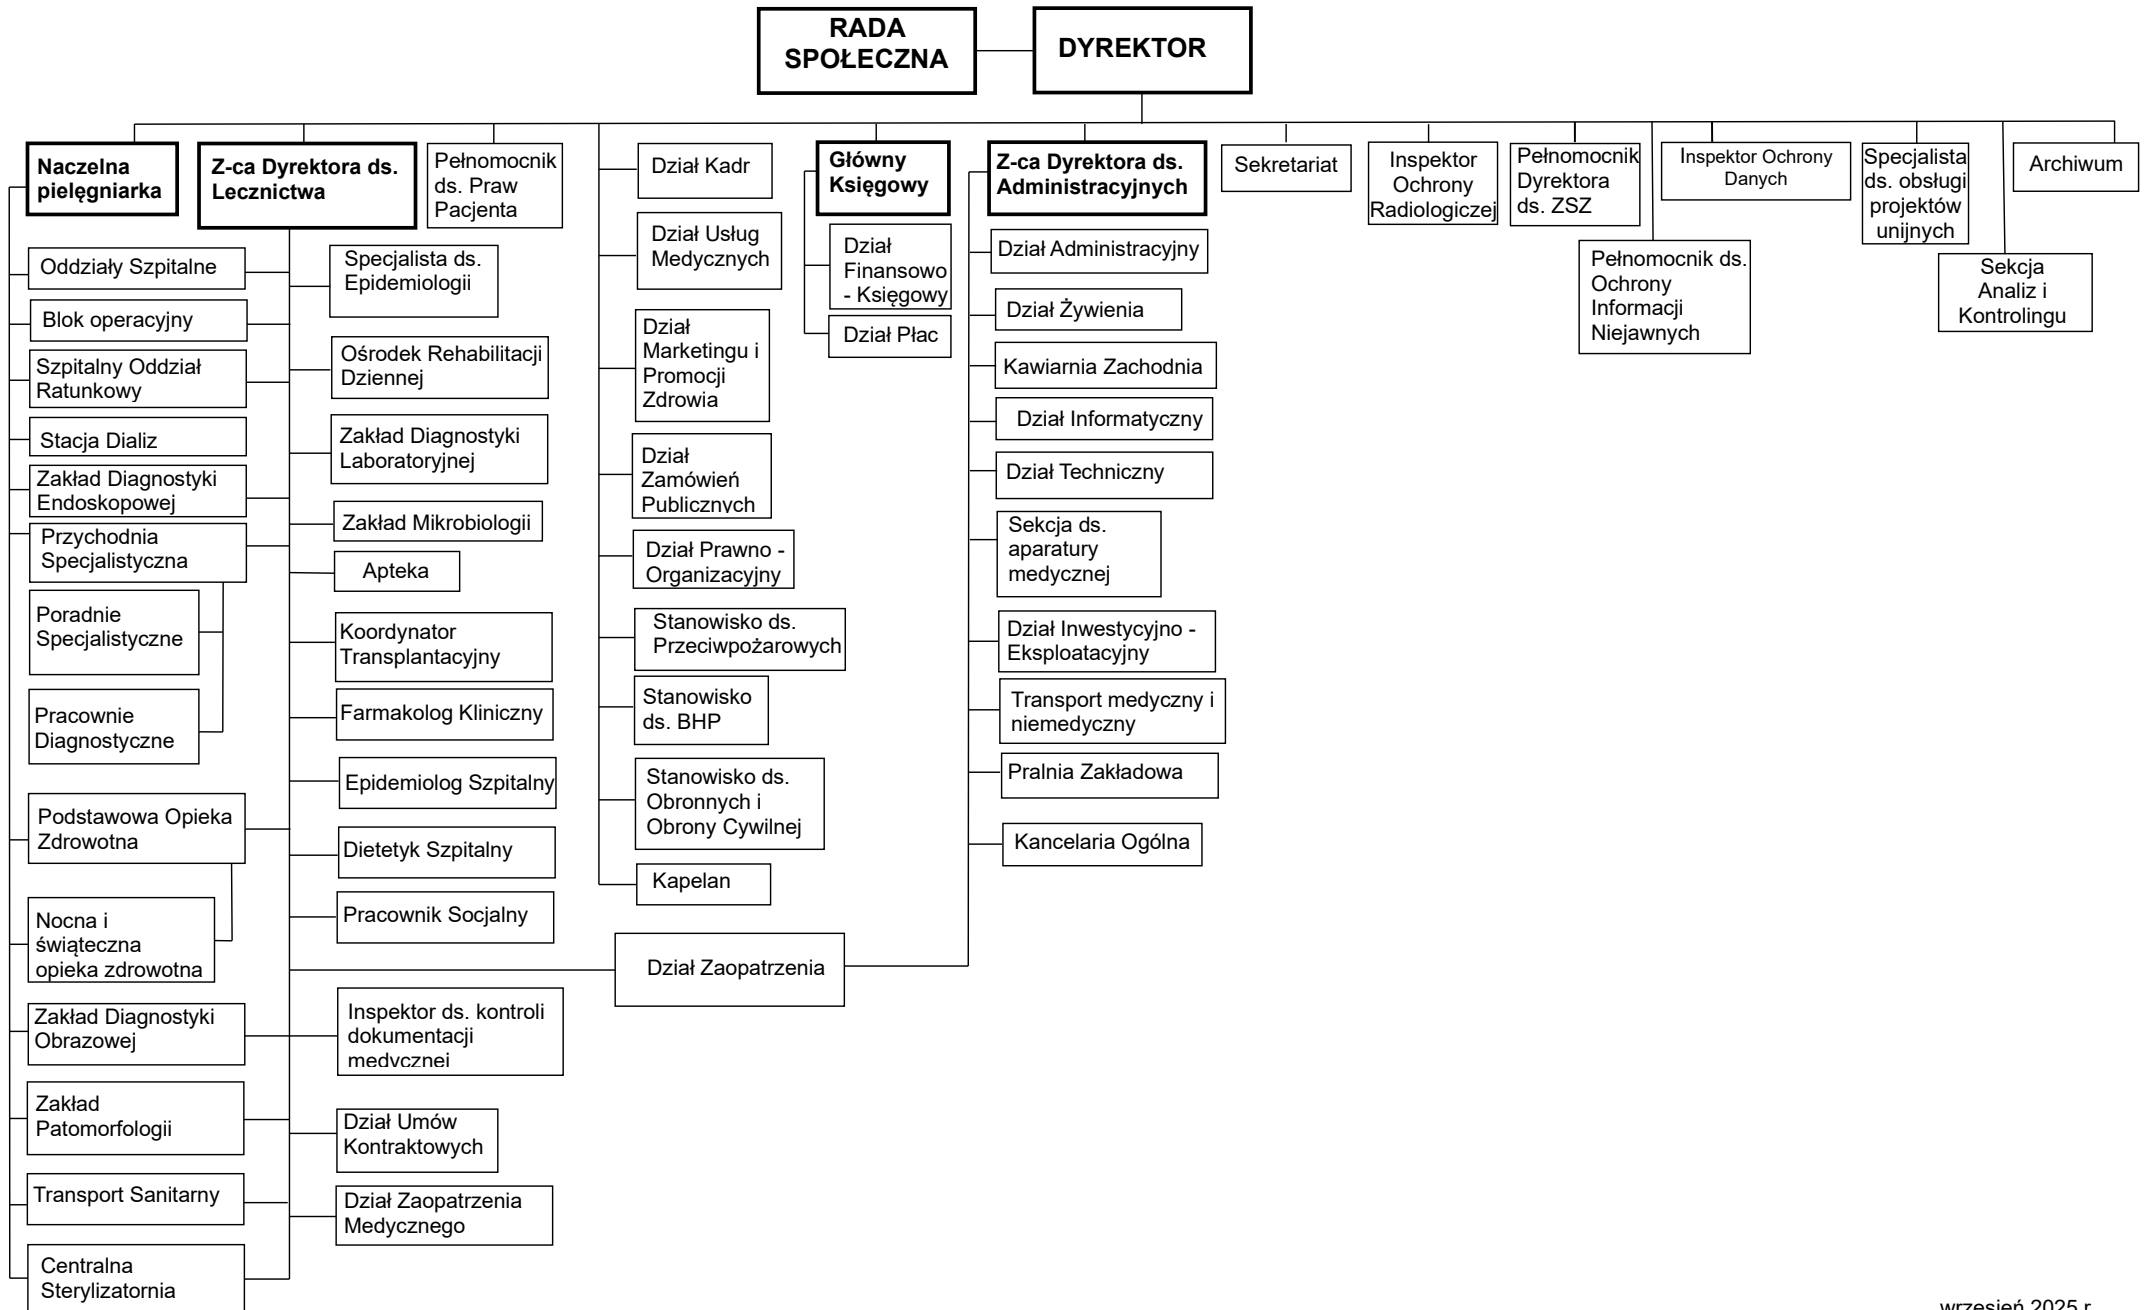 RADA
SPOŁECZNA
DYREKTOR
Naczelna
pielęgniarka
Z-ca Dyrektora ds.
Lecznictwa
Pełnomocnik
ds. Praw
Pacjenta
Dział Kadr
Główny
Księgowy
Z-ca Dyrektora ds.
Administracyjnych
Sekretariat
Inspektor
Ochrony
Radiologiczej
Pełnomocnik
Dyrektora
ds. ZSZ
Inspektor Ochrony
Danych
Specjalista
ds. obsługi
projektów
unijnych
Archiwum
Pełnomocnik ds.
Ochrony
Informacji
Niejawnych
Sekcja
Analiz i
Kontrolingu
Oddziały Szpitalne
Blok operacyjny
Szpitalny Oddział
Ratunkowy
Stacja Dializ
Zakład Diagnostyki
Endoskopowej
Przychodnia
Specjalistyczna
Poradnie
Specjalistyczne
Pracownie
Diagnostyczne
Podstawowa Opieka
Zdrowotna
Nocna i
świąteczna
opieka zdrowotna
Zakład Diagnostyki
Obrazowej
Zakład
Patomorfologii
Transport Sanitarny
Centralna
Sterylizatornia
Specjalista ds.
Epidemiologii
Ośrodek Rehabilitacji
Dziennej
Zakład Diagnostyki
Laboratoryjnej
Zakład Mikrobiologii
Apteka
Koordynator
Transplantacyjny
Farmakolog Kliniczny
Epidemiolog Szpitalny
Dietetyk Szpitalny
Pracownik Socjalny
Inspektor ds. kontroli
dokumentacji
medycznej
Dział Umów
Kontraktowych
Dział Zaopatrzenia
Medycznego
Dział Usług
Medycznych
Dział
Marketingu i
Promocji
Zdrowia
Dział
Zamówień
Publicznych
Dział Prawno -
Organizacyjny
Stanowisko ds.
Przeciwpożarowych
Stanowisko
ds. BHP
Stanowisko ds.
Obronnych i
Obrony Cywilnej
Kapelan
Dział Zaopatrzenia
Dział
Finansowo
- Księgowy
Dział Płac
Dział Administracyjny
Dział Żywienia
Kawiarnia Zachodnia
Dział Informatyczny
Dział Techniczny
Sekcja ds.
aparatury
medycznej
Dział Inwestycyjno -
Eksploatacyjny
Transport medyczny i
niemedyczny
Pralnia Zakładowa
Kancelaria Ogólna
wrzesień 2025 r